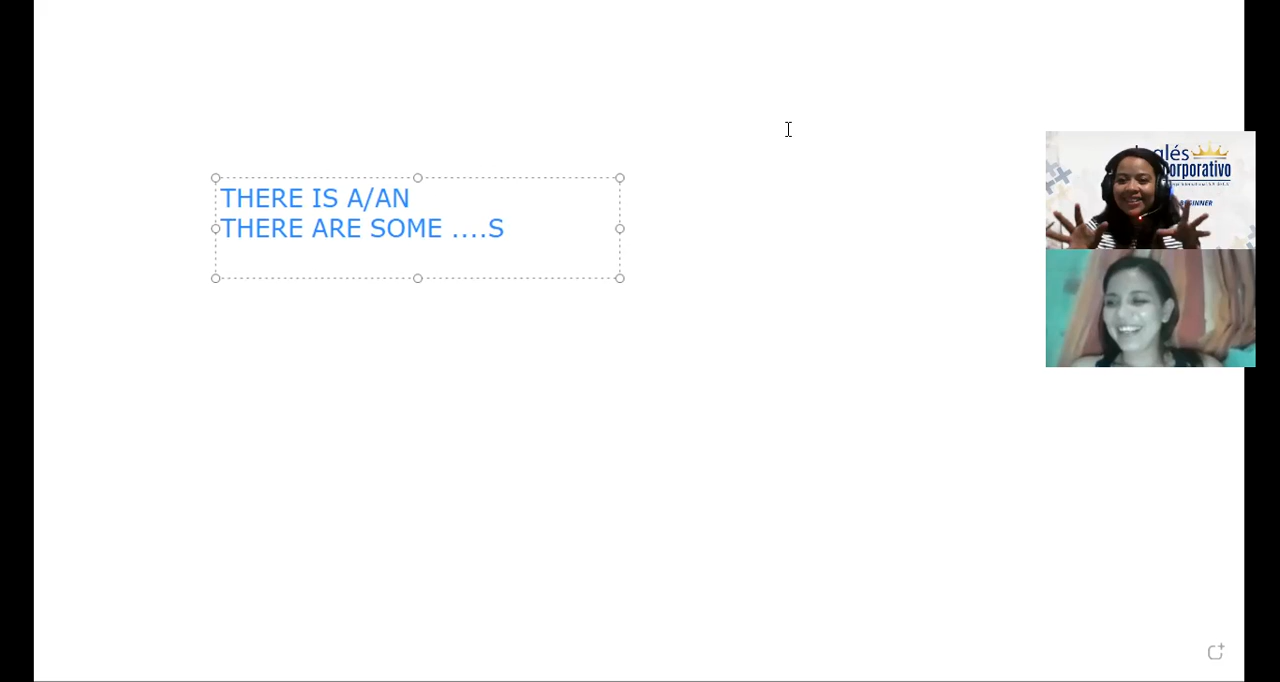 THERE IS A/AN
THERE ARE SOME ....S
Inglés
Corporativo
BEGINNER